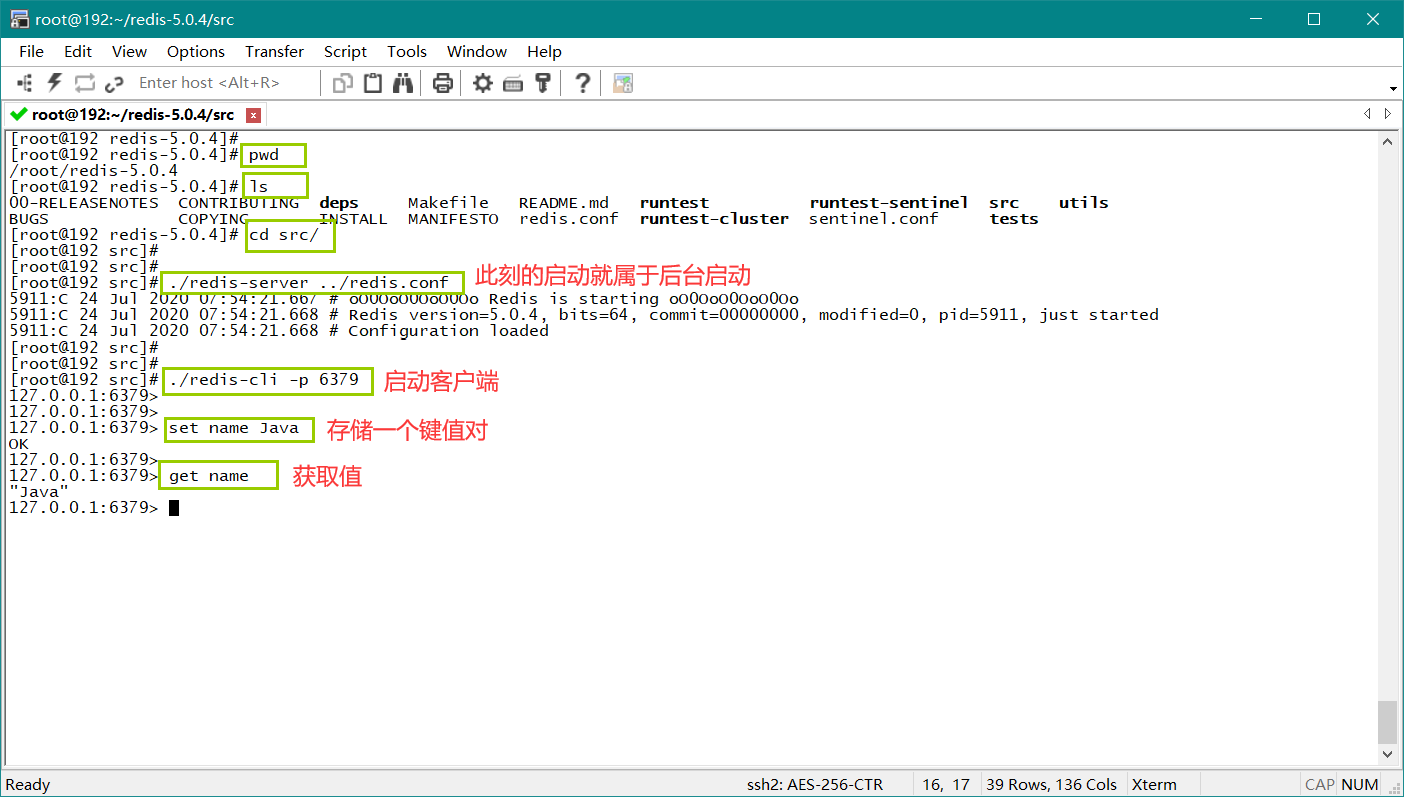 root@192:~/redis-5.0.4/src
File Edit View Options Transfer Script Tools Window Help
Enter host <Alt+R>
root@192:~/redis-5.0.4/src
[root@192 redis-5.0.4]#
[root@192 redis-5.0.4]# pwd
/root/redis-5.0.4
[root@192 redis-5.0.4]# ls
00-RELEASENOTES CONTRIBUTING deps Makefile README.md runtest runtest-sentinel src utils
BUGS COPYING INSTALL MANIFESTO redis.conf runtest-cluster sentinel.conf tests
[root@192 redis-5.0.4]# cd src/
[root@192 src]#
[root@192 src]#
[root@192 src]# ./redis-server ../redis.conf 此刻的启动就属于后台启动
5911:C 24 Jul 2020 07:54:21.667 # oO0OoO0OoO0Oo Redis is starting oO0OoO0OoO0Oo
5911:C 24 Jul 2020 07:54:21.668 # Redis version=5.0.4, bits=64, commit=00000000, modified=0, pid=5911, just started
5911:C 24 Jul 2020 07:54:21.668 # Configuration loaded
[root@192 src]#
[root@192 src]#
[root@192 src]# ./redis-cli -p 6379 启动客户端
127.0.0.1:6379>
127.0.0.1:6379>
127.0.0.1:6379> set name Java 存储一个键值对
OK
127.0.0.1:6379>
127.0.0.1:6379> get name 获取值
"Java"
127.0.0.1:6379>
Ready ssh2: AES-256-CTR 16, 17 39 Rows, 136 Cols Xterm CAP NUM